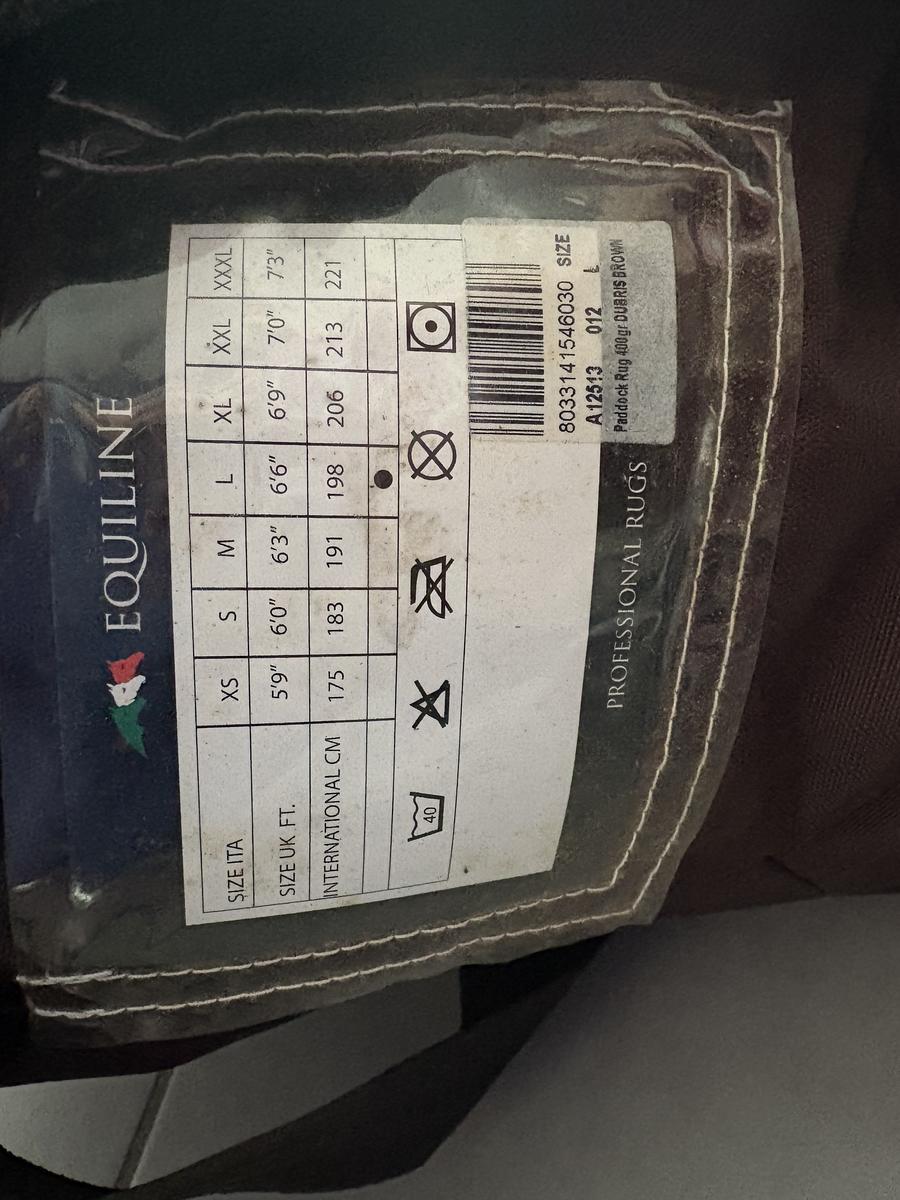 EQUILINE
SIZE ITA XS S M L XL XXL XXXL
SIZE UK FT. 5'9" 6'0" 6'3" 6'6" 6'9" 7'0" 7'3"
INTERNATIONAL CM 175 183 191 198 206 213 221
40
8033141546030 SIZE
A12513 012 L
Paddock Rug 400gr DUBRIS BROWN
PROFESSIONAL RUGS